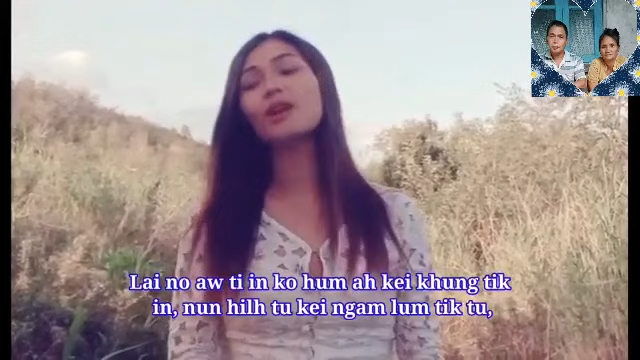 Lai no aw ti in ko hum ah kei khung tik
in, nun hilh tu kei ngam lum tik tu,